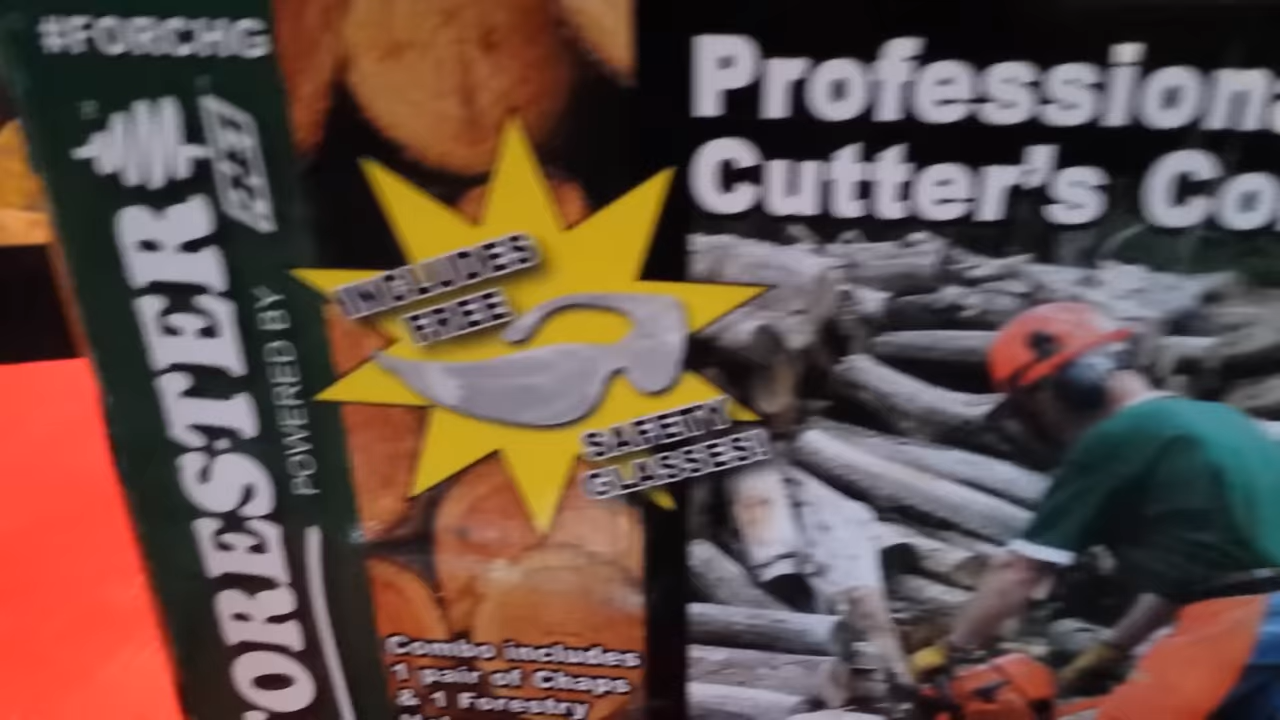 #FORCHG
FORESTER
POWERED BY
INCLUDES
FREE
SAFETY
GLASSES!
Combo includes
1 pair of Chaps
& 1 Forestry
Profession
Cutter's Co